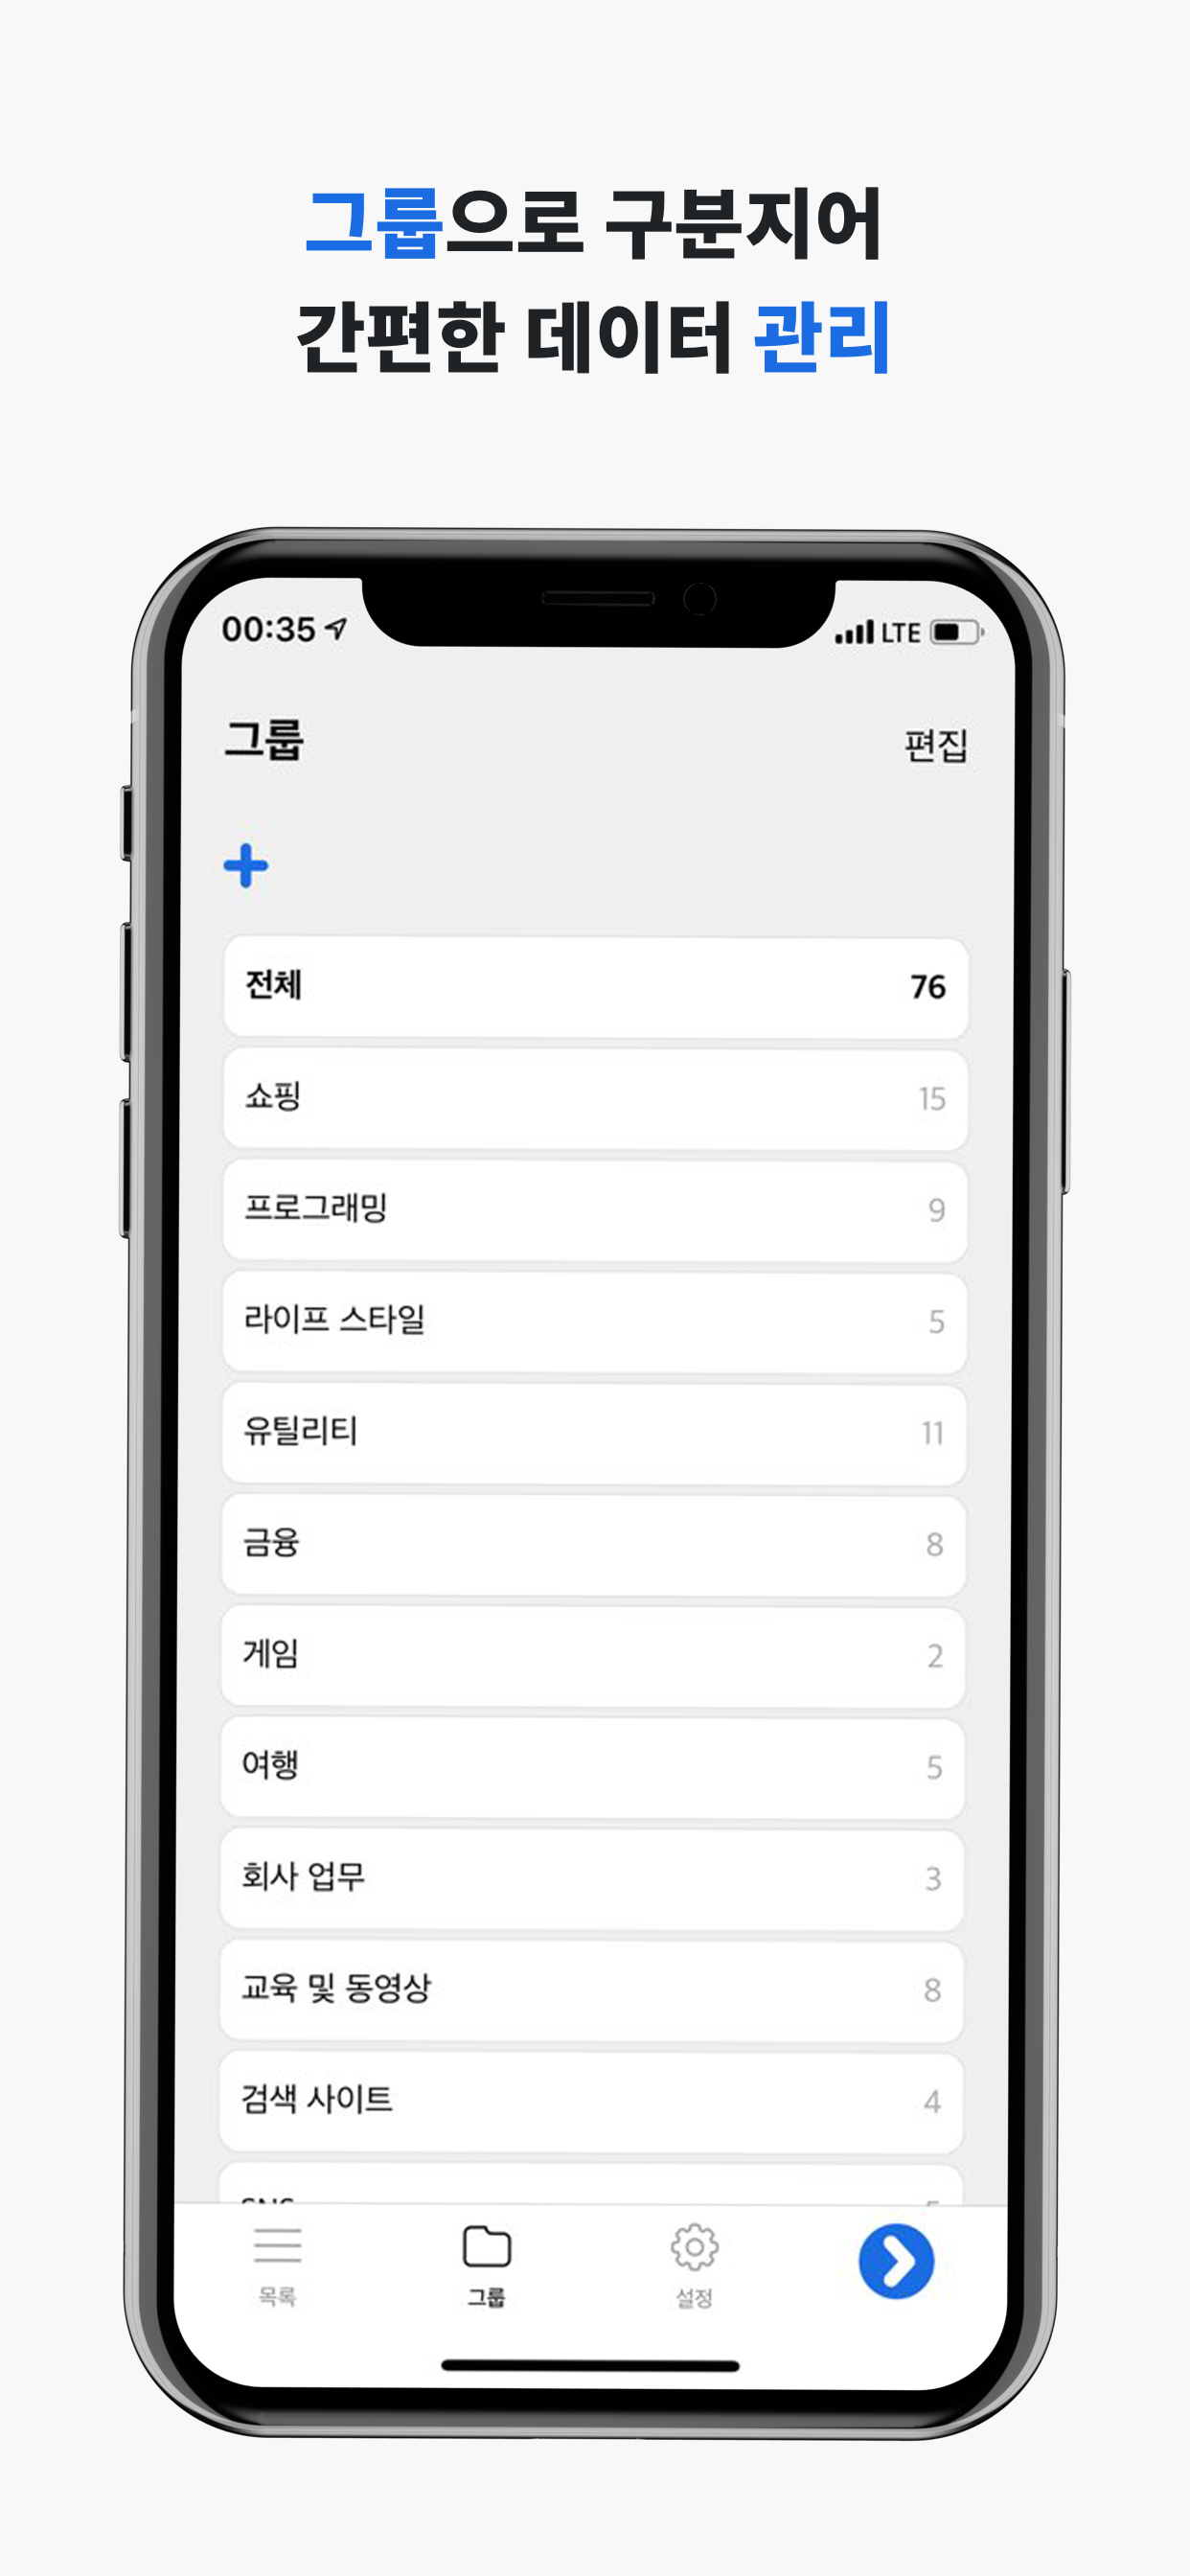 그룹으로 구분지어
간편한 데이터 관리
00:35 LTE
그룹 편집
전체 76
쇼핑 15
프로그래밍 9
라이프 스타일 5
유틸리티 11
금융 8
게임 2
여행 5
회사 업무 3
교육 및 동영상 8
검색 사이트 4
목록 그룹 설정